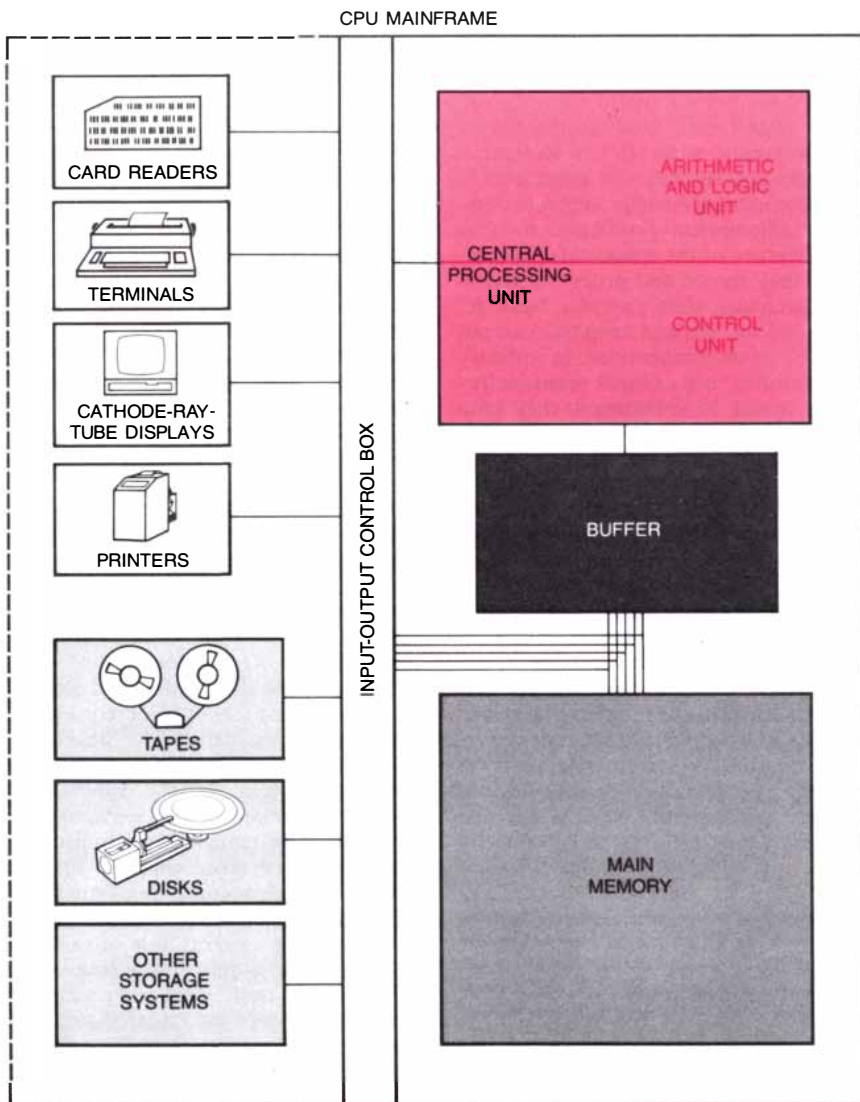 CPU MAINFRAME
CARD READERS
TERMINALS
CATHODE-RAY-
TUBE DISPLAYS
PRINTERS
TAPES
DISKS
OTHER
STORAGE
SYSTEMS
INPUT-OUTPUT CONTROL BOX
ARITHMETIC
AND LOGIC
UNIT
CENTRAL
PROCESSING
UNIT
CONTROL
UNIT
BUFFER
MAIN
MEMORY